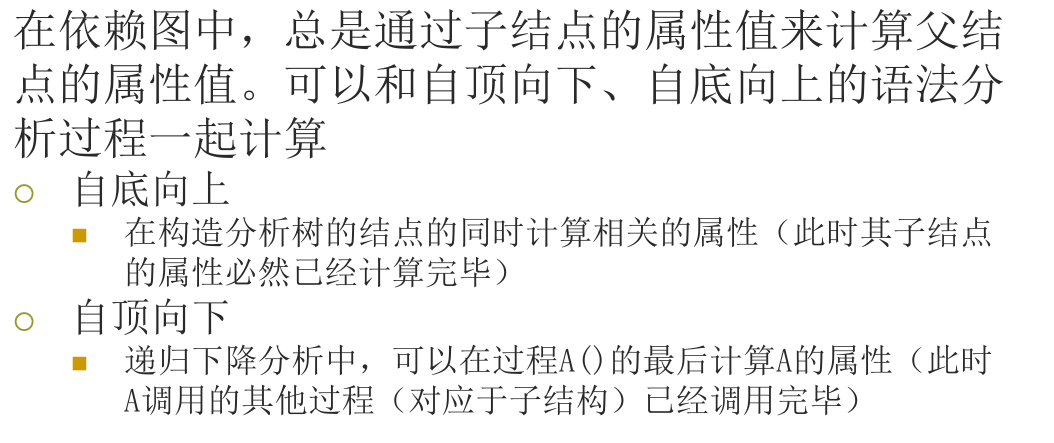 在依赖图中，总是通过子结点的属性值来计算父结
点的属性值。可以和自顶向下、自底向上的语法分
析过程一起计算
自底向上
在构造分析树的结点的同时计算相关的属性（此时其子结点
的属性必然已经计算完毕）
自顶向下
递归下降分析中，可以在过程A()的最后计算A的属性（此时
A调用的其他过程（对应于子结构）已经调用完毕）